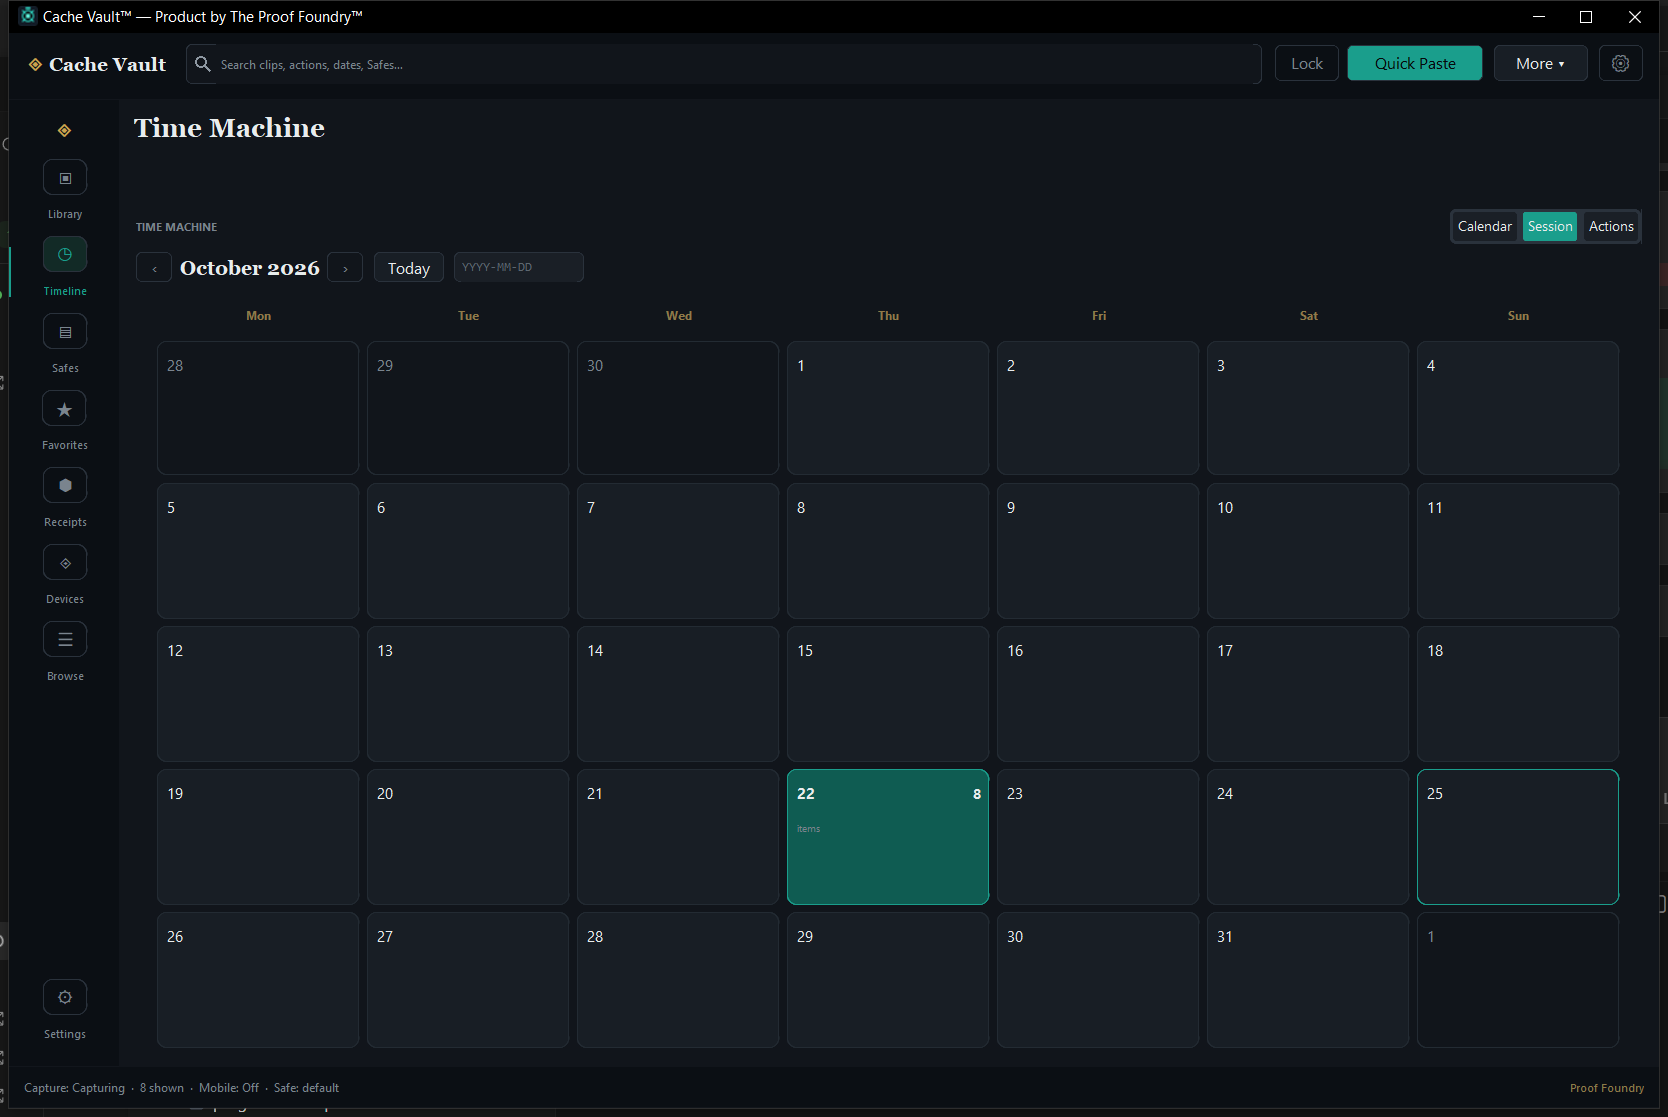 Cache Vault™ — Product by The Proof Foundry™
Cache Vault
Search clips, actions, dates, Safes...
Lock
Quick Paste
More
Time Machine
Library
Timeline
Safes
Favorites
Receipts
Devices
Browse
Settings
TIME MACHINE
Calendar Session Actions
‹ October 2026 › Today YYYY-MM-DD
Mon Tue Wed Thu Fri Sat Sun
28 29 30 1 2 3 4
5 6 7 8 9 10 11
12 13 14 15 16 17 18
19 20 21 22 8 23 24 25
items
26 27 28 29 30 31 1
Capture: Capturing · 8 shown · Mobile: Off · Safe: default
Proof Foundry